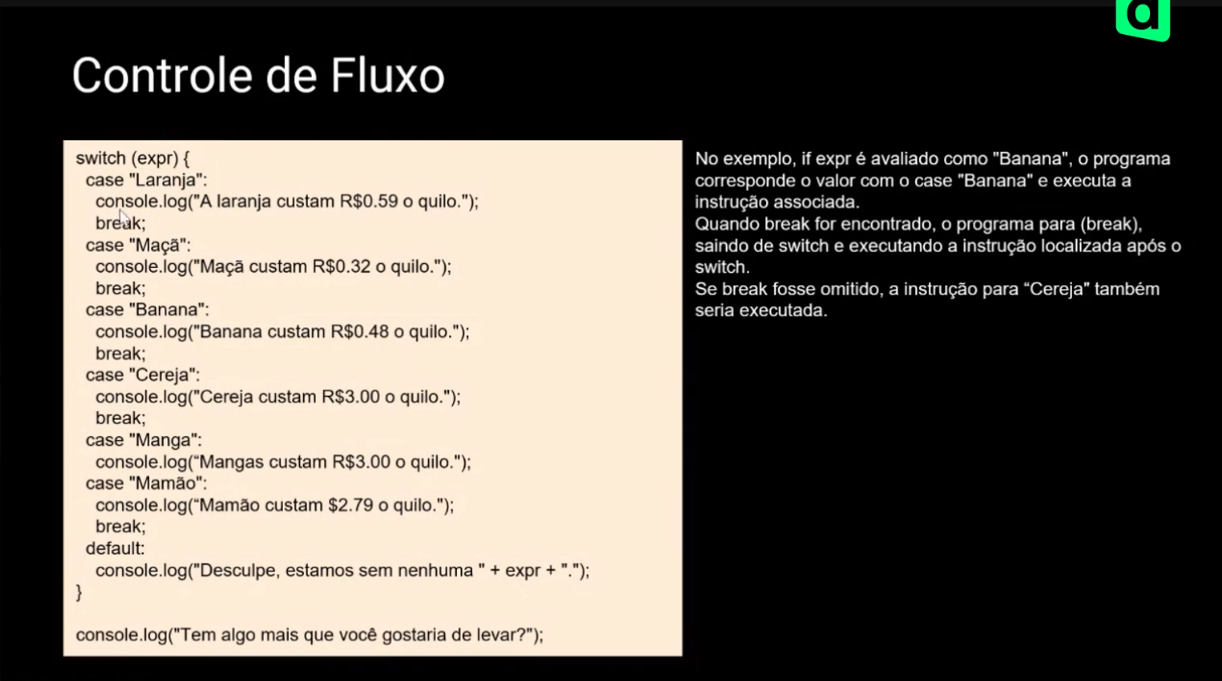 a
Controle de Fluxo
switch (expr) {
case "Laranja":
console.log("A laranja custam R$0.59 o quilo.");
break;
case "Maçã":
console.log("Maçã custam R$0.32 o quilo.");
break;
case "Banana":
console.log("Banana custam R$0.48 o quilo.");
break;
case "Cereja":
console.log("Cereja custam R$3.00 o quilo.");
break;
case "Manga":
console.log(“Mangas custam R$3.00 o quilo.");
case "Mamão":
console.log(“Mamão custam $2.79 o quilo.");
break;
default:
console.log("Desculpe, estamos sem nenhuma " + expr + ".");
}
console.log("Tem algo mais que você gostaria de levar?");
No exemplo, if expr é avaliado como "Banana", o programa
corresponde o valor com o case "Banana" e executa a
instrução associada.
Quando break for encontrado, o programa para (break),
saindo de switch e executando a instrução localizada após o
switch.
Se break fosse omitido, a instrução para “Cereja” também
seria executada.